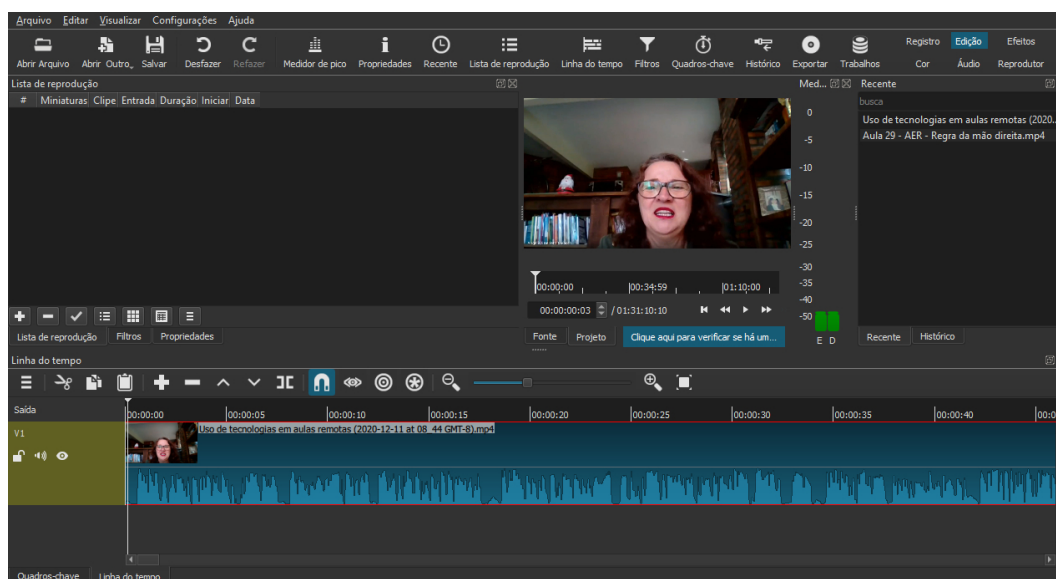 Arquivo Editar Visualizar Configurações Ajuda
Abrir Arquivo Abrir Outro... Salvar Desfazer Refazer Medidor de pico Propriedades Recente Lista de reprodução Linha do tempo Filtros Quadros-chave Histórico Exportar Trabalhos
Registro Edição Efeitos
Cor Áudio Reprodutor
Lista de reprodução
# Miniaturas Clipe Entrada Duração Iniciar Data
Lista de reprodução Filtros Propriedades
00:00:00 00:34:59 01:10:00
00:00:00:03 / 01:31:10:10
Fonte Projeto Clique aqui para verificar se há um...
Med...
0
-5
-10
-15
-20
-25
-30
-35
-40
-50
E D
Recente
busca
Uso de tecnologias em aulas remotas (2020...
Aula 29 - AER - Regra da mão direita.mp4
Recente Histórico
Linha do tempo
Saída
00:00:00 00:00:05 00:00:10 00:00:15 00:00:20 00:00:25 00:00:30 00:00:35 00:00:40 00:0
V1
Uso de tecnologias em aulas remotas (2020-12-11 at 08_44 GMT-8).mp4
Quadros-chave Linha do tempo